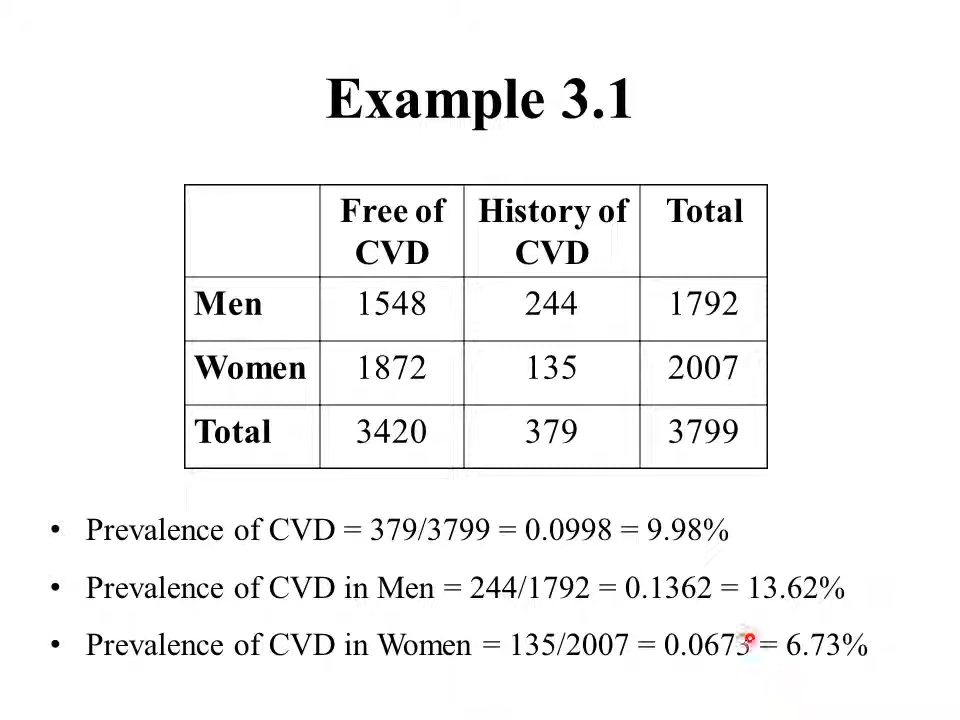 Example 3.1
Free of CVD History of CVD Total
Men 1548 244 1792
Women 1872 135 2007
Total 3420 379 3799
• Prevalence of CVD = 379/3799 = 0.0998 = 9.98%
• Prevalence of CVD in Men = 244/1792 = 0.1362 = 13.62%
• Prevalence of CVD in Women = 135/2007 = 0.0673 = 6.73%